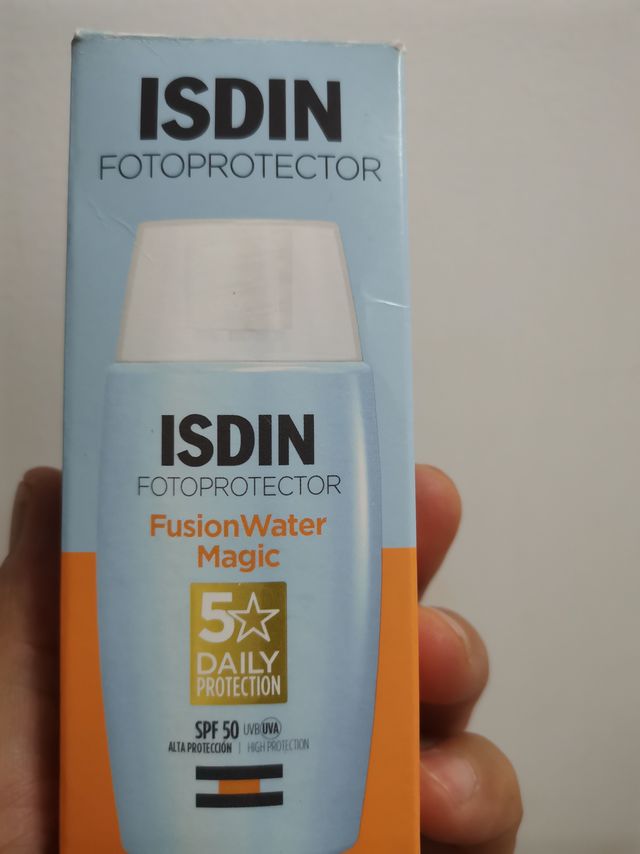 ISDIN
FOTOPROTECTOR
ISDIN
FOTOPROTECTOR
FusionWater
Magic
5☆
DAILY
PROTECTION
SPF 50 UVB UVA
ALTA PROTECCIÓN | HIGH PROTECTION